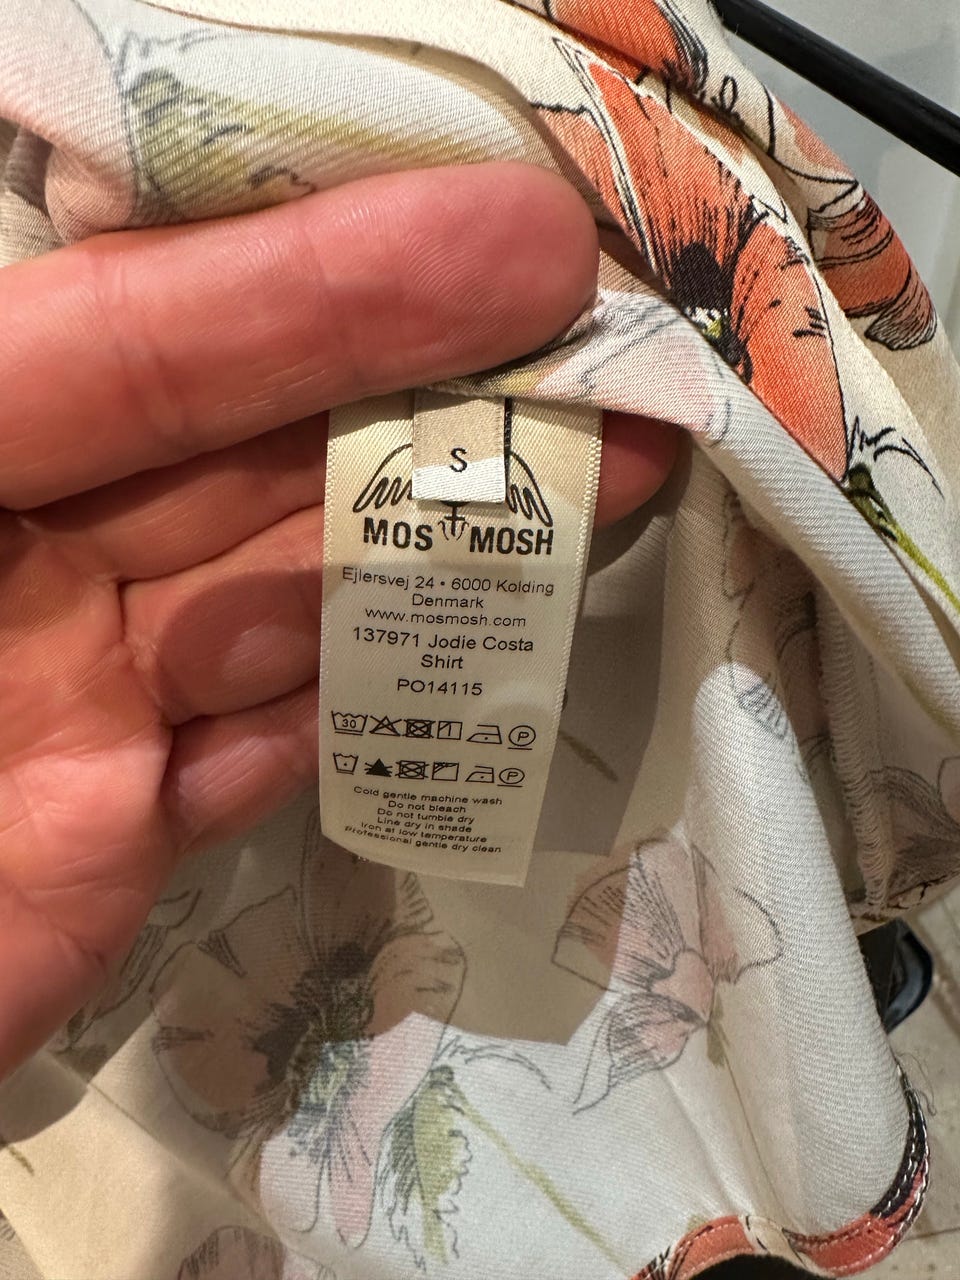 S
MOS MOSH
Ejlersvej 24 • 6000 Kolding
Denmark
www.mosmosh.com
137971 Jodie Costa
Shirt
PO14115
30 P
P
Cold gentle machine wash
Do not bleach
Do not tumble dry
Line dry in shade
Iron at low temperature
Professional gentle dry clean